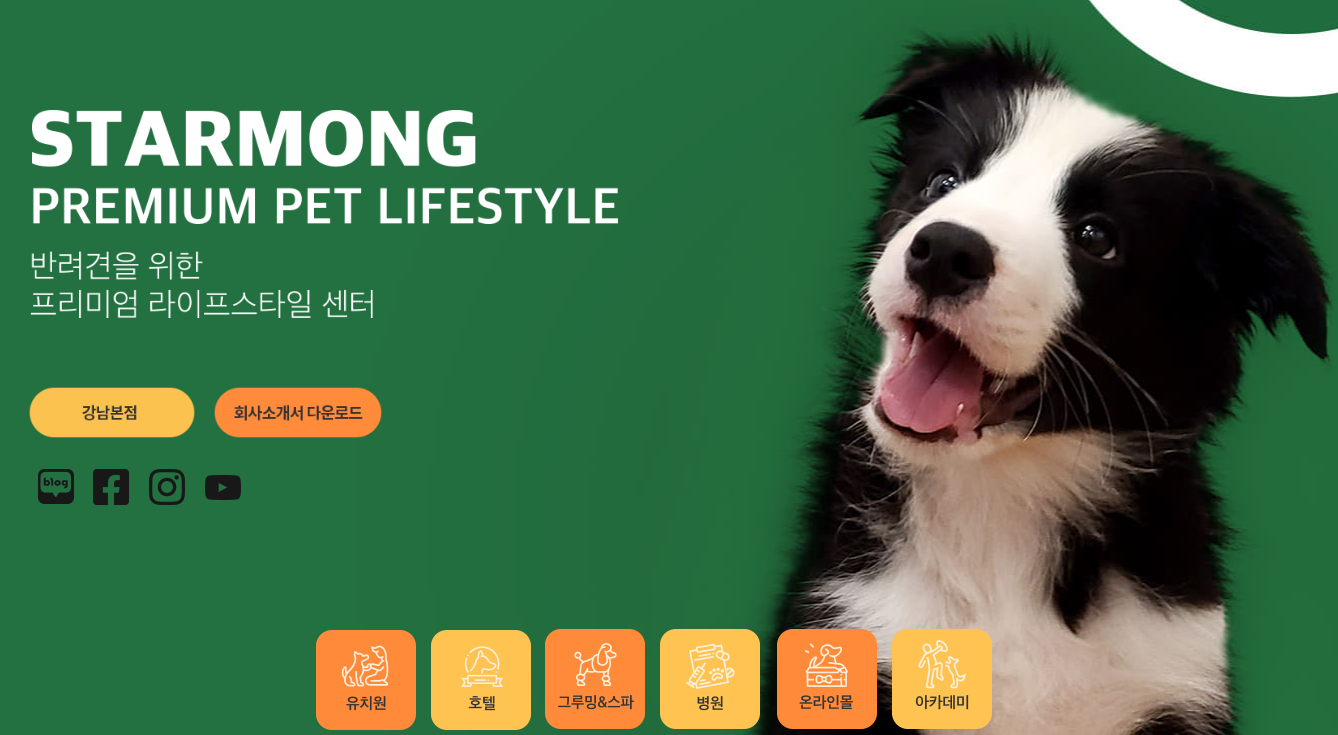 STARMONG
PREMIUM PET LIFESTYLE
반려견을 위한
프리미엄 라이프스타일 센터
강남본점
회사소개서 다운로드
blog
유치원
호텔
그루밍&스파
병원
온라인몰
아카데미